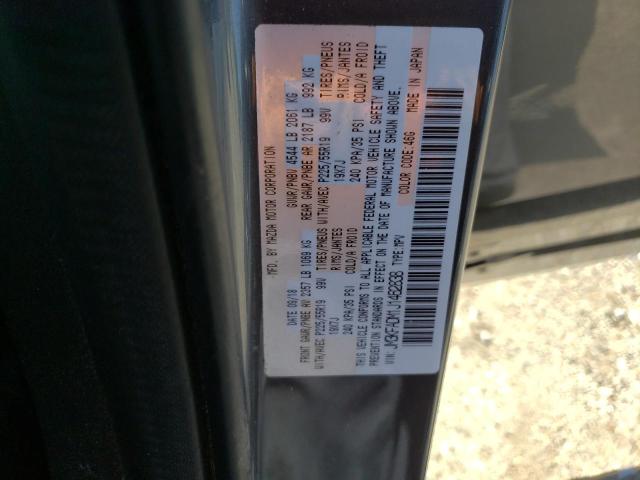 MFD. BY MAZDA MOTOR CORPORATION
DATE 09/18 GVWR/PNBV 4544 LB 2061 KG
FRONT GAWR/PNBE AV 2357 LB 1069 KG REAR GAWR/PNBE AR 2187 LB 992 KG
WITH/AVEC P225/55R19 99V TIRES/PNEUS WITH/AVEC P225/55R19 99V TIRES/PNEUS
19X7J RIMS/JANTES 19X7J RIMS/JANTES
240 KPA/35 PSI COLD/A FROID 240 KPA/35 PSI COLD/A FROID
THIS VEHICLE CONFORMS TO ALL APPLICABLE FEDERAL MOTOR VEHICLE SAFETY AND THEFT
PREVENTION STANDARDS IN EFFECT ON THE DATE OF MANUFACTURE SHOWN ABOVE.
VIN: JM3KFADM1J1462838 TYPE:MPV COLOR CODE:46G MADE IN JAPAN